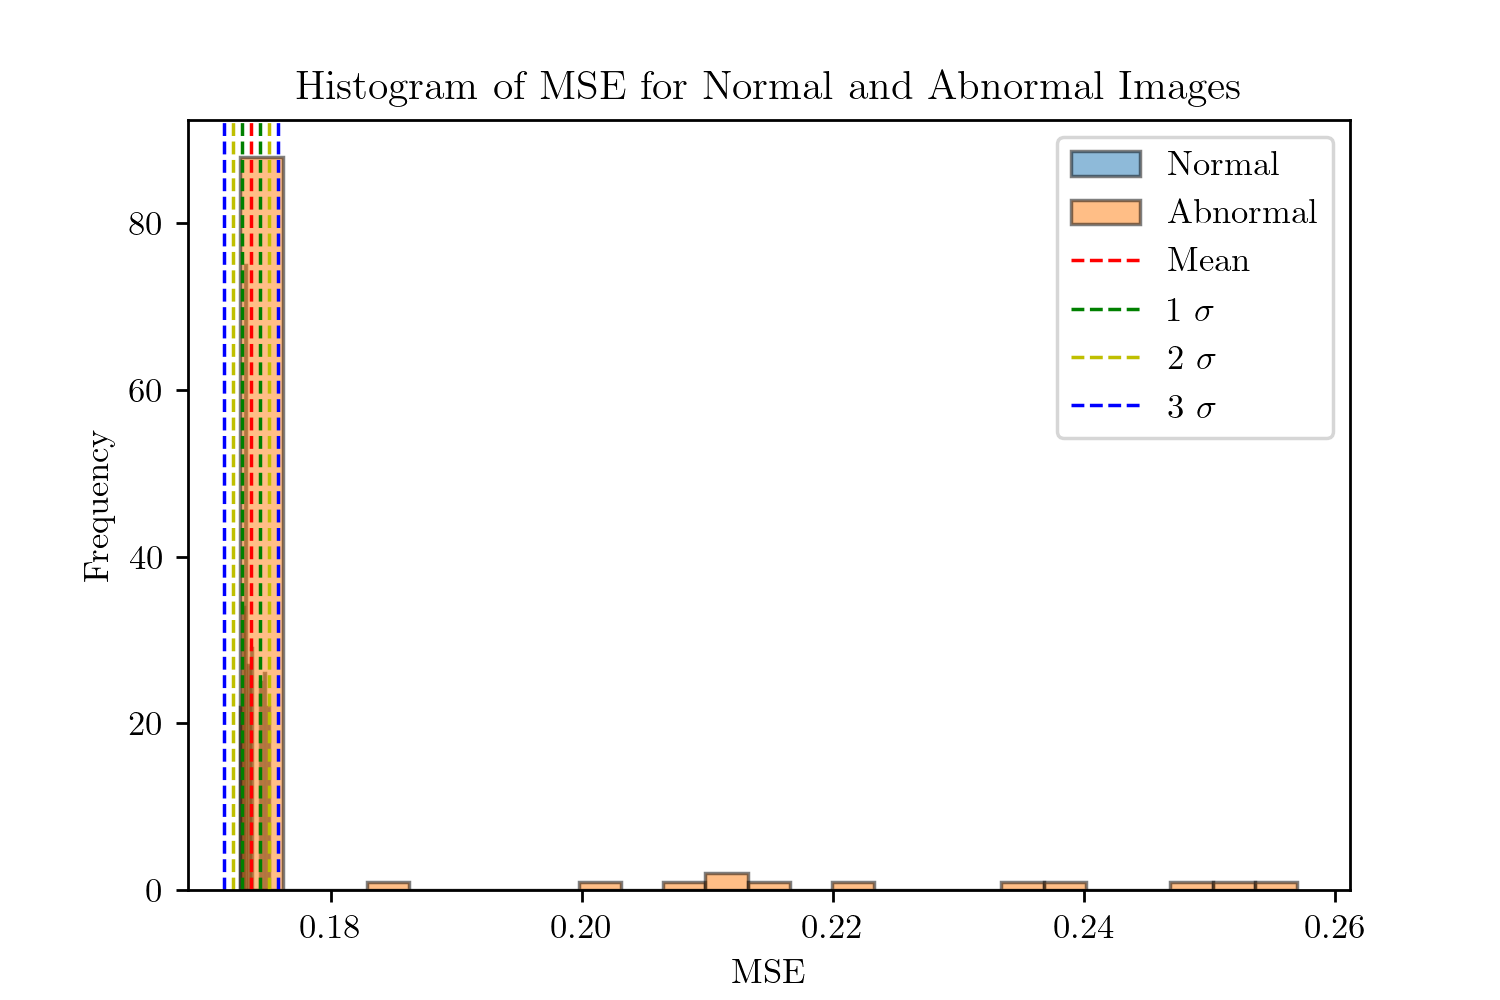 Histogram of MSE for Normal and Abnormal Images
Normal
Abnormal
Mean
1 σ
2 σ
3 σ
80
60
40
20
0
Frequency
0.18 0.20 0.22 0.24 0.26
MSE